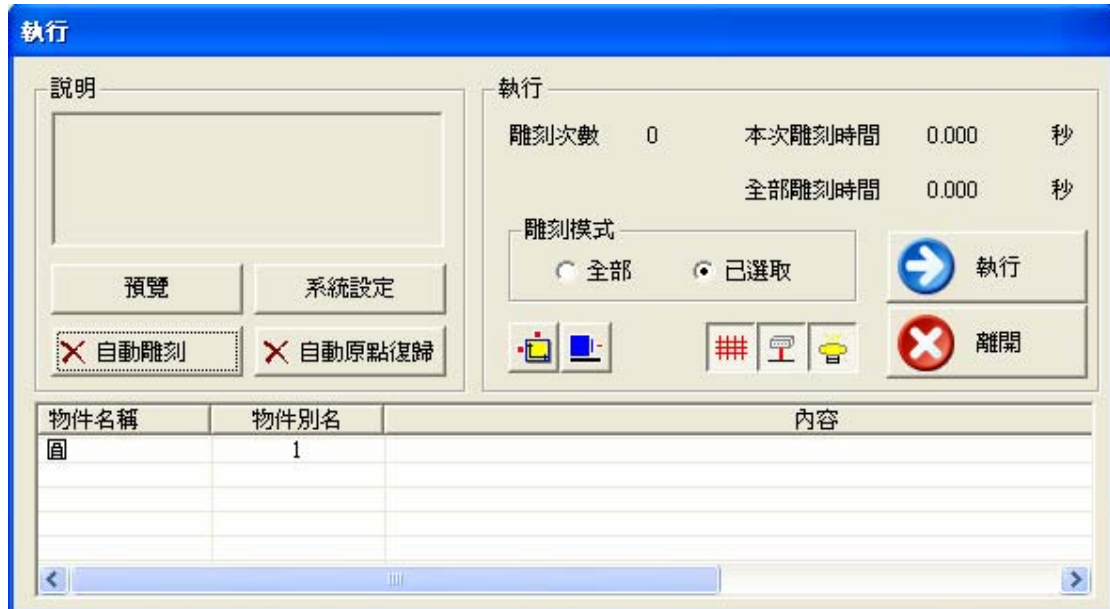 執行
說明
預覽
系統設定
自動雕刻
自動原點復歸
執行
雕刻次數 0 本次雕刻時間 0.000 秒
全部雕刻時間 0.000 秒
雕刻模式
全部 已選取
執行
離開
物件名稱 物件別名 內容
圓 1